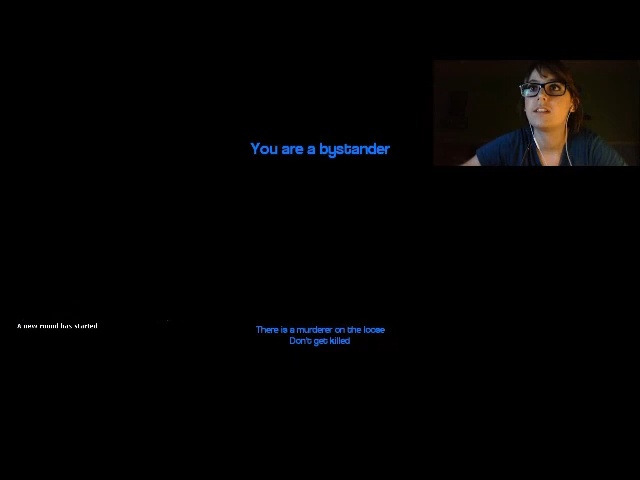 You are a bystander
A new round has started
There is a murderer on the loose
Don't get killed